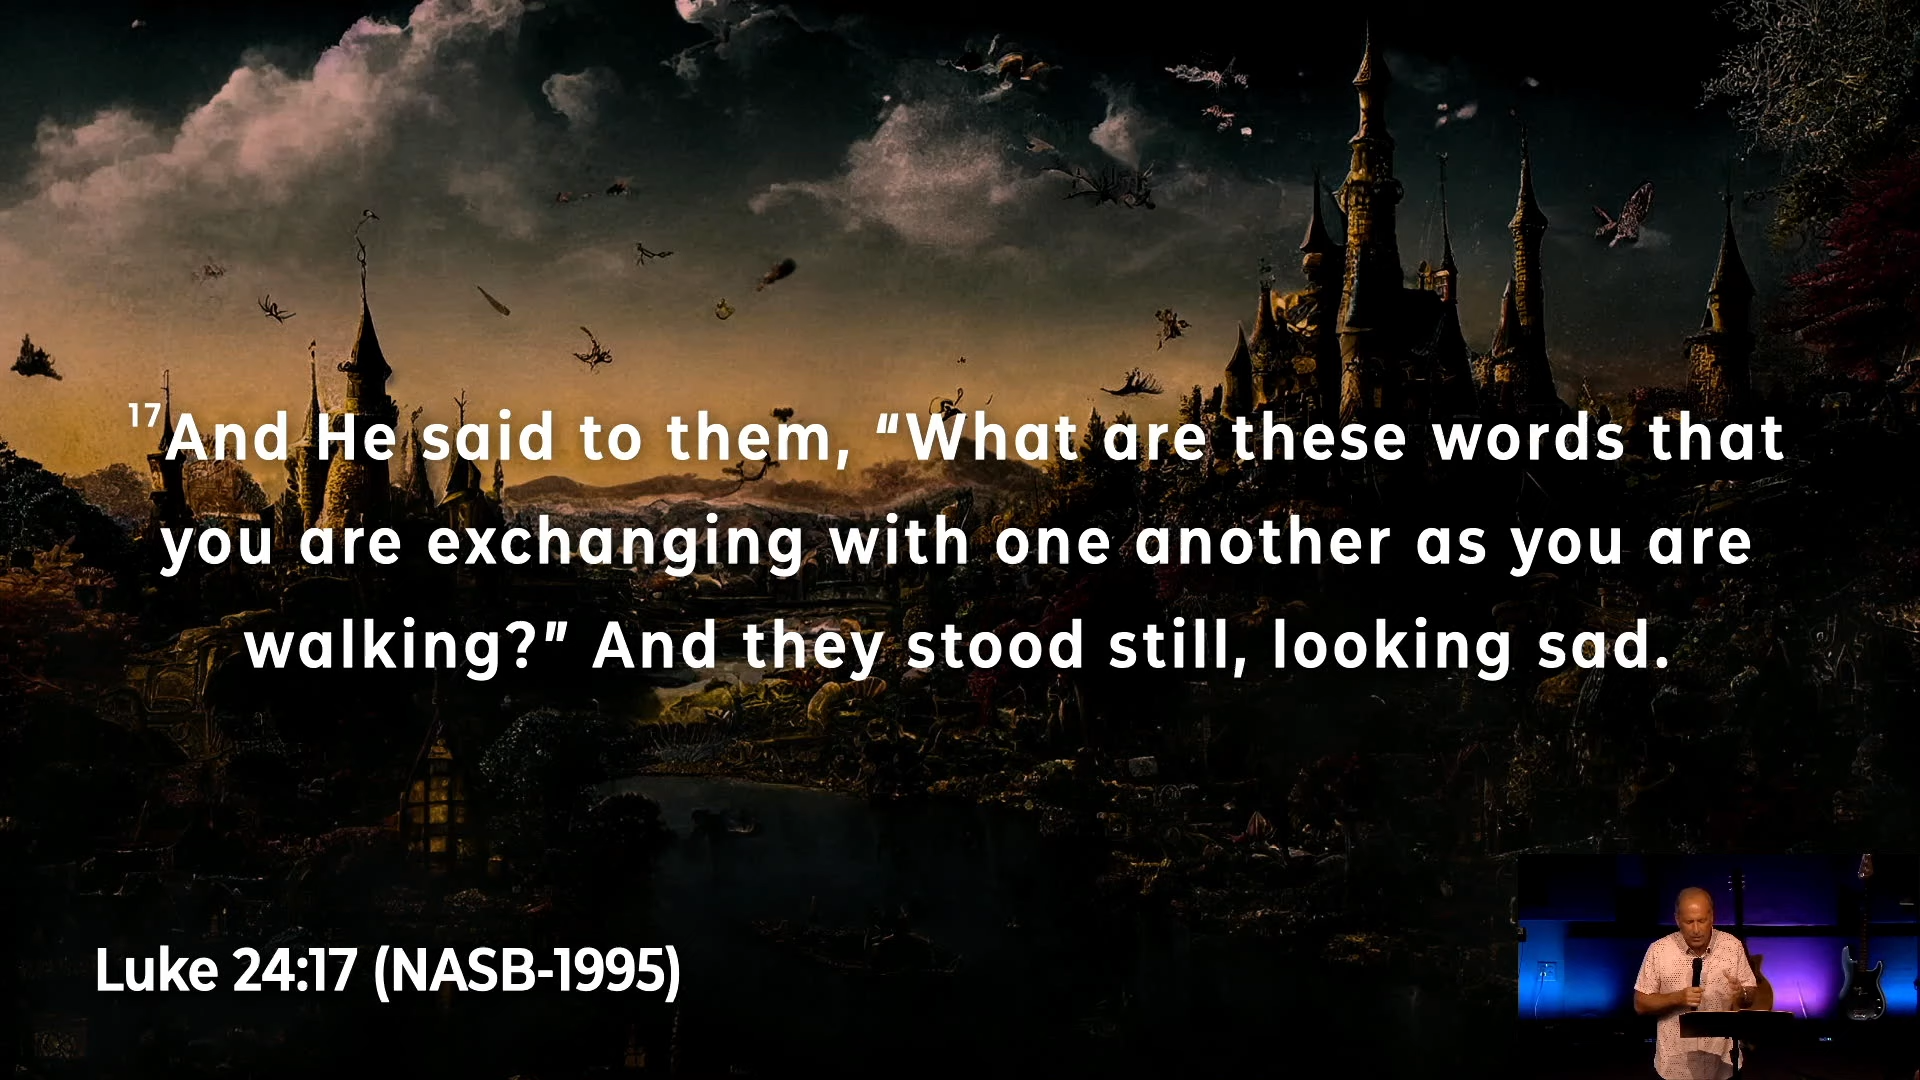 17And He said to them, “What are these words that
you are exchanging with one another as you are
walking?” And they stood still, looking sad.
Luke 24:17 (NASB-1995)